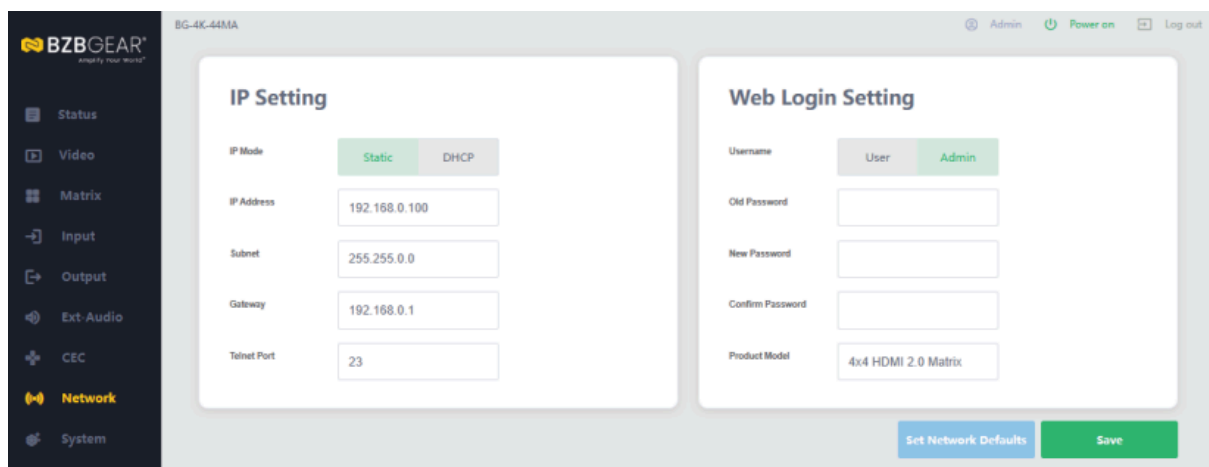 BG-4K-44MA
Admin
Power on
Log out
BZBGEAR®
Amplify Your World®
Status
Video
Matrix
Input
Output
Ext-Audio
CEC
Network
System
IP Setting
IP Mode
Static DHCP
IP Address
192.168.0.100
Subnet
255.255.0.0
Gateway
192.168.0.1
Telnet Port
23
Web Login Setting
Username
User Admin
Old Password
New Password
Confirm Password
Product Model
4x4 HDMI 2.0 Matrix
Set Network Defaults
Save